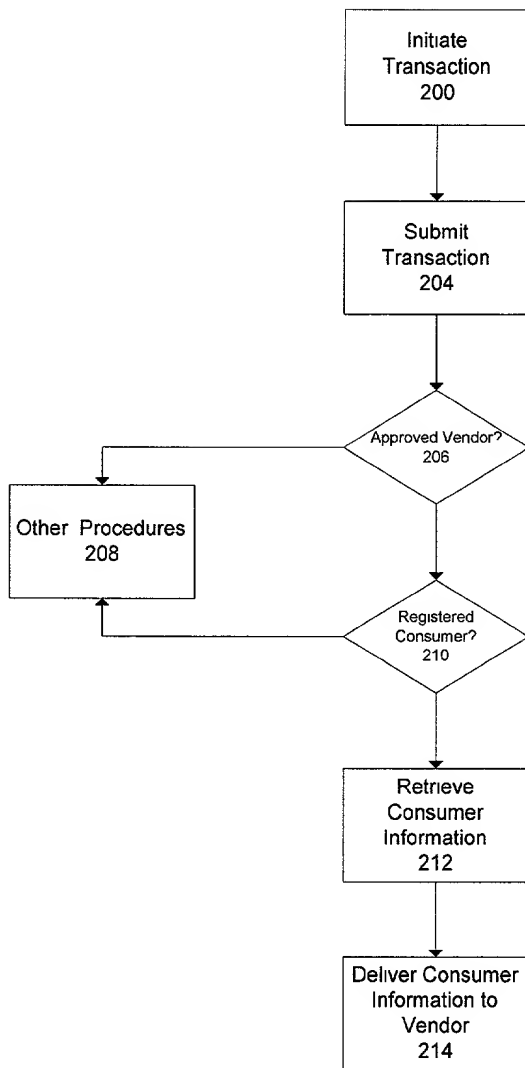 Initiate
Transaction
200
Submit
Transaction
204
Approved Vendor?
206
Other Procedures
208
Registered
Consumer?
210
Retrieve
Consumer
Information
212
Deliver Consumer
Information to
Vendor
214